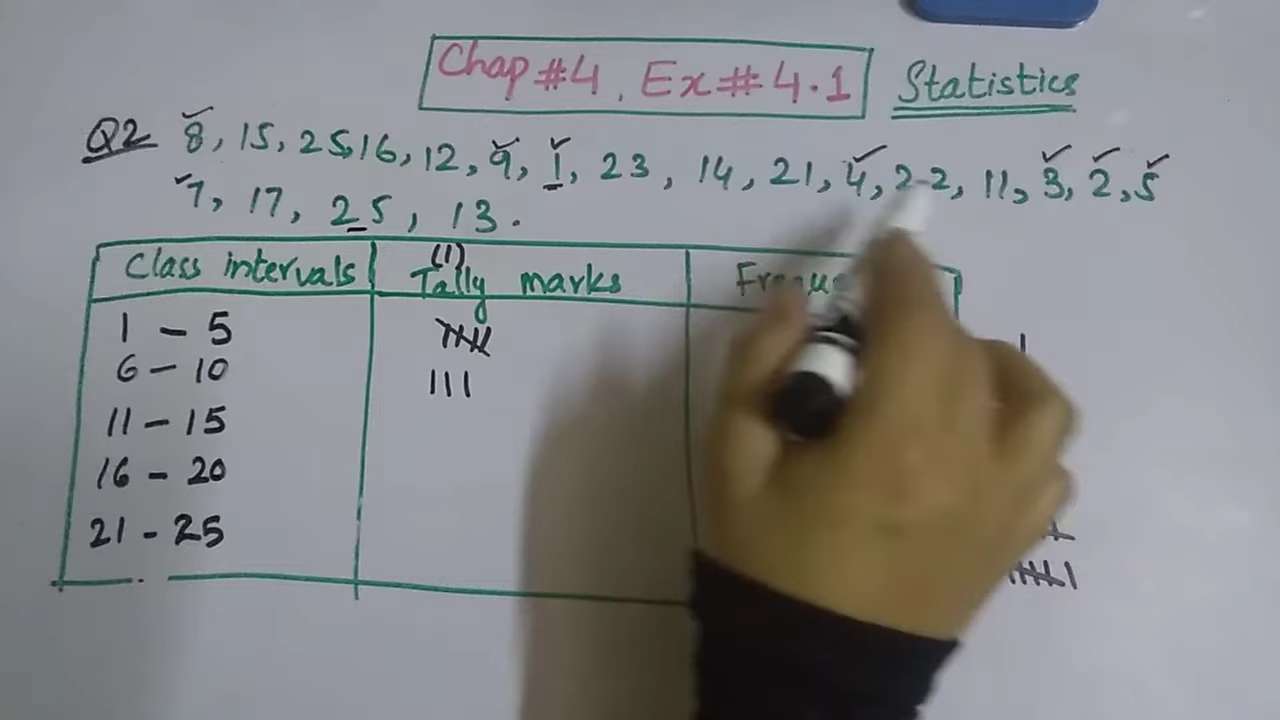 Chap #4, Ex # 4.1 Statistics
Q2 8, 15, 25, 16, 12, 9, 1, 23, 14, 21, 4, 22, 11, 3, 2, 5
7, 17, 25, 13.
Class intervals (1) Tally marks
1 - 5 𝍸
6 - 10 |||
11 - 15
16 - 20
21 - 25